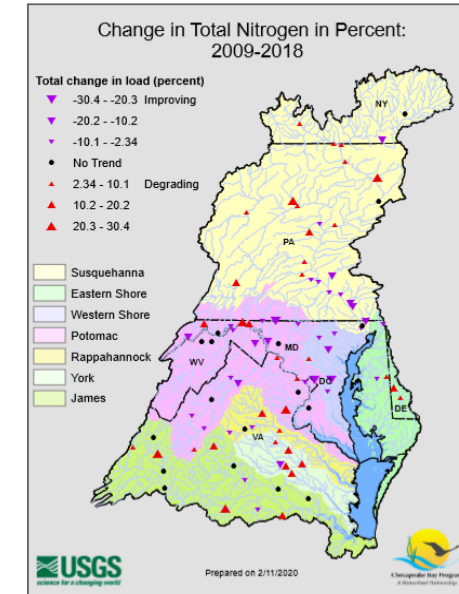 Change in Total Nitrogen in Percent:
2009-2018
Total change in load (percent)
-30.4 - -20.3 Improving
-20.2 - -10.2
-10.1 - -2.34
No Trend
2.34 - 10.1 Degrading
10.2 - 20.2
20.3 - 30.4
Susquehanna
Eastern Shore
Western Shore
Potomac
Rappahannock
York
James
NY
PA
MD
WV
DC
DE
VA
USGS
science for a changing world
Prepared on 2/11/2020
Chesapeake Bay Program
A Watershed Partnership